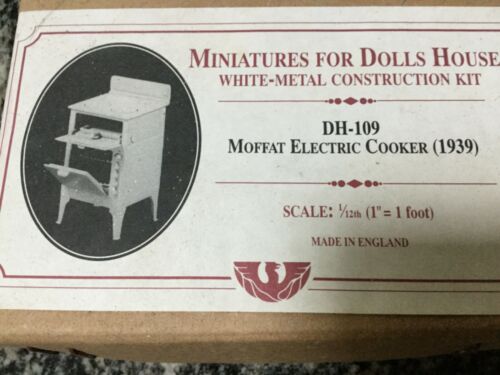 MINIATURES FOR DOLLS HOUSE
WHITE-METAL CONSTRUCTION KIT
DH-109
MOFFAT ELECTRIC COOKER (1939)
SCALE: 1/12th (1" = 1 foot)
MADE IN ENGLAND